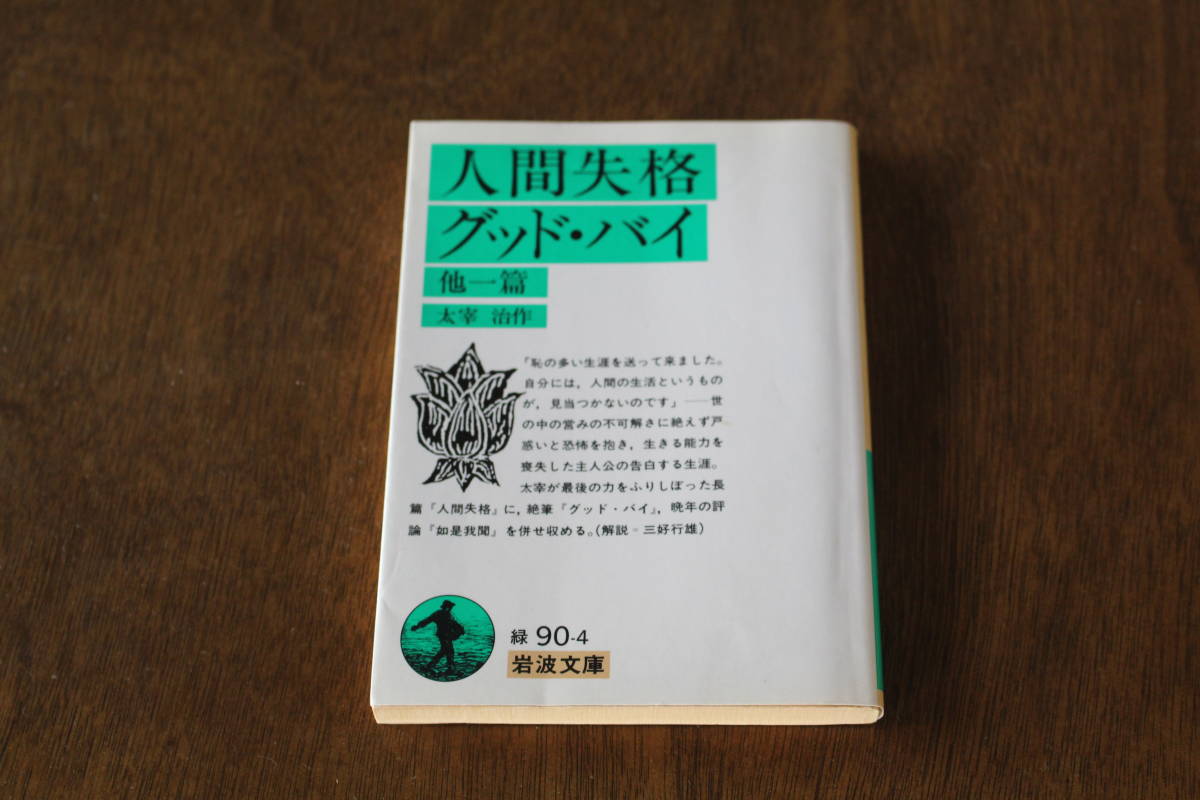 人間失格
グッド・バイ
他一篇
太宰 治作
「恥の多い生涯を送って来ました。
自分には，人間の生活というもの
が，見当つかないのです」――世
の中の営みの不可解さに絶えず戸
惑いと恐怖を抱き，生きる能力を
喪失した主人公の告白する生涯。
太宰が最後の力をふりしぼった長
篇『人間失格』に，絶筆『グッド・バイ』，晩年の評
論『如是我聞』を併せ収める。（解説＝三好行雄）
緑 90-4
岩波文庫